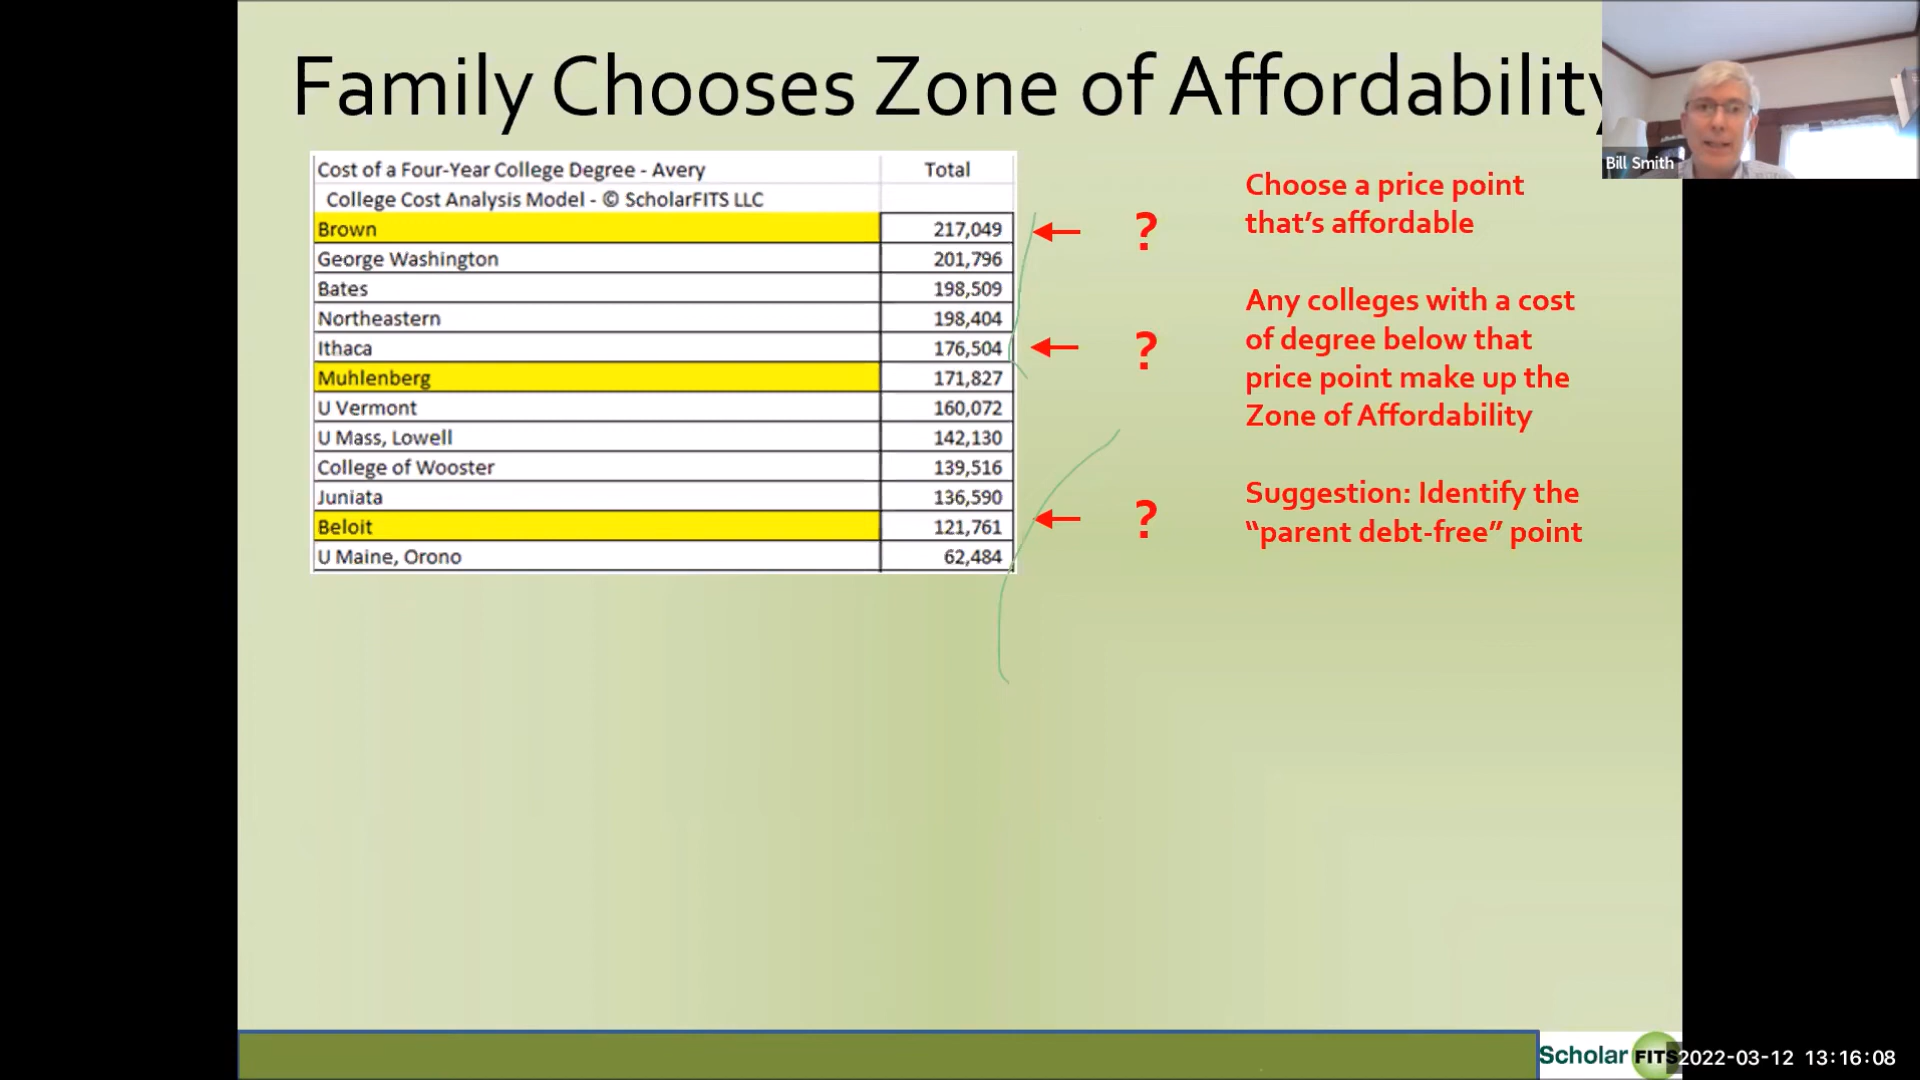 Family Chooses Zone of Affordability
Bill Smith
Cost of a Four-Year College Degree - Avery Total
College Cost Analysis Model - © ScholarFITS LLC
Brown 217,049
George Washington 201,796
Bates 198,509
Northeastern 198,404
Ithaca 176,504
Muhlenberg 171,827
U Vermont 160,072
U Mass, Lowell 142,130
College of Wooster 139,516
Juniata 136,590
Beloit 121,761
U Maine, Orono 62,484
?
?
?
Choose a price point
that's affordable
Any colleges with a cost
of degree below that
price point make up the
Zone of Affordability
Suggestion: Identify the
“parent debt-free” point
Scholar FITS
2022-03-12 13:16:08